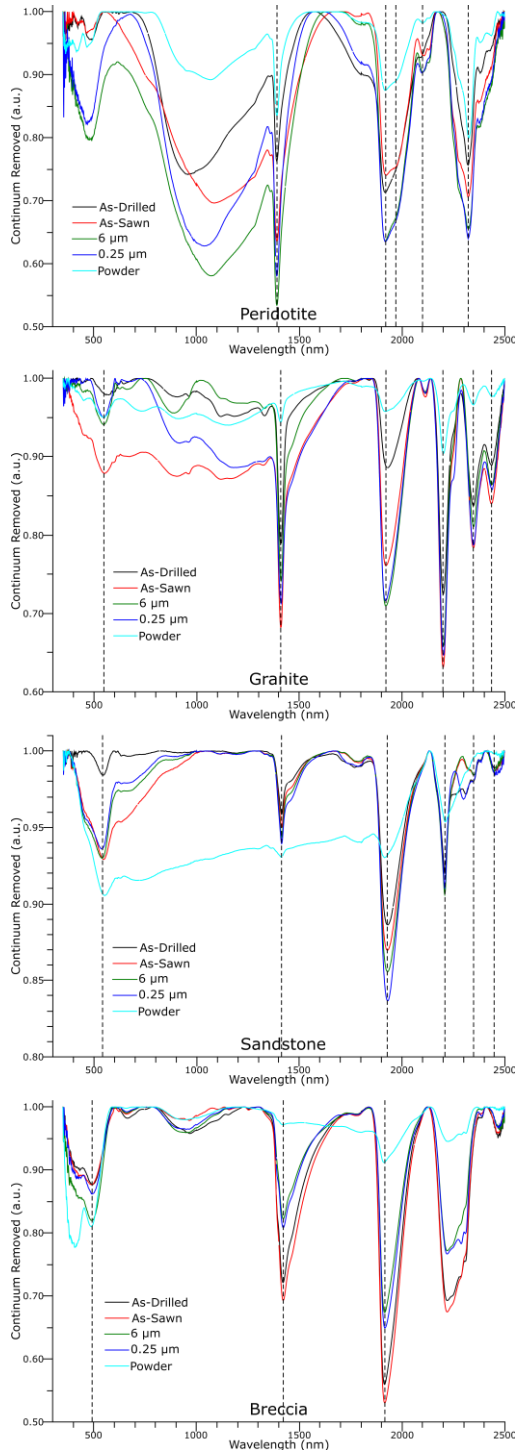 1.00
0.90
0.80
0.70
0.60
0.50
Continuum Removed (a.u.)
As-Drilled
As-Sawn
6 µm
0.25 µm
Powder
Peridotite
500 1000 1500 2000 2500
Wavelength (nm)
1.00
0.90
0.80
0.70
0.60
Continuum Removed (a.u.)
As-Drilled
As-Sawn
6 µm
0.25 µm
Powder
Granite
500 1000 1500 2000 2500
Wavelength (nm)
1.00
0.95
0.90
0.85
0.80
Continuum Removed (a.u.)
As-Drilled
As-Sawn
6 µm
0.25 µm
Powder
Sandstone
500 1000 1500 2000 2500
Wavelength (nm)
1.00
0.90
0.80
0.70
0.60
0.50
Continuum Removed (a.u.)
As-Drilled
As-Sawn
6 µm
0.25 µm
Powder
Breccia
500 1000 1500 2000 2500
Wavelength (nm)